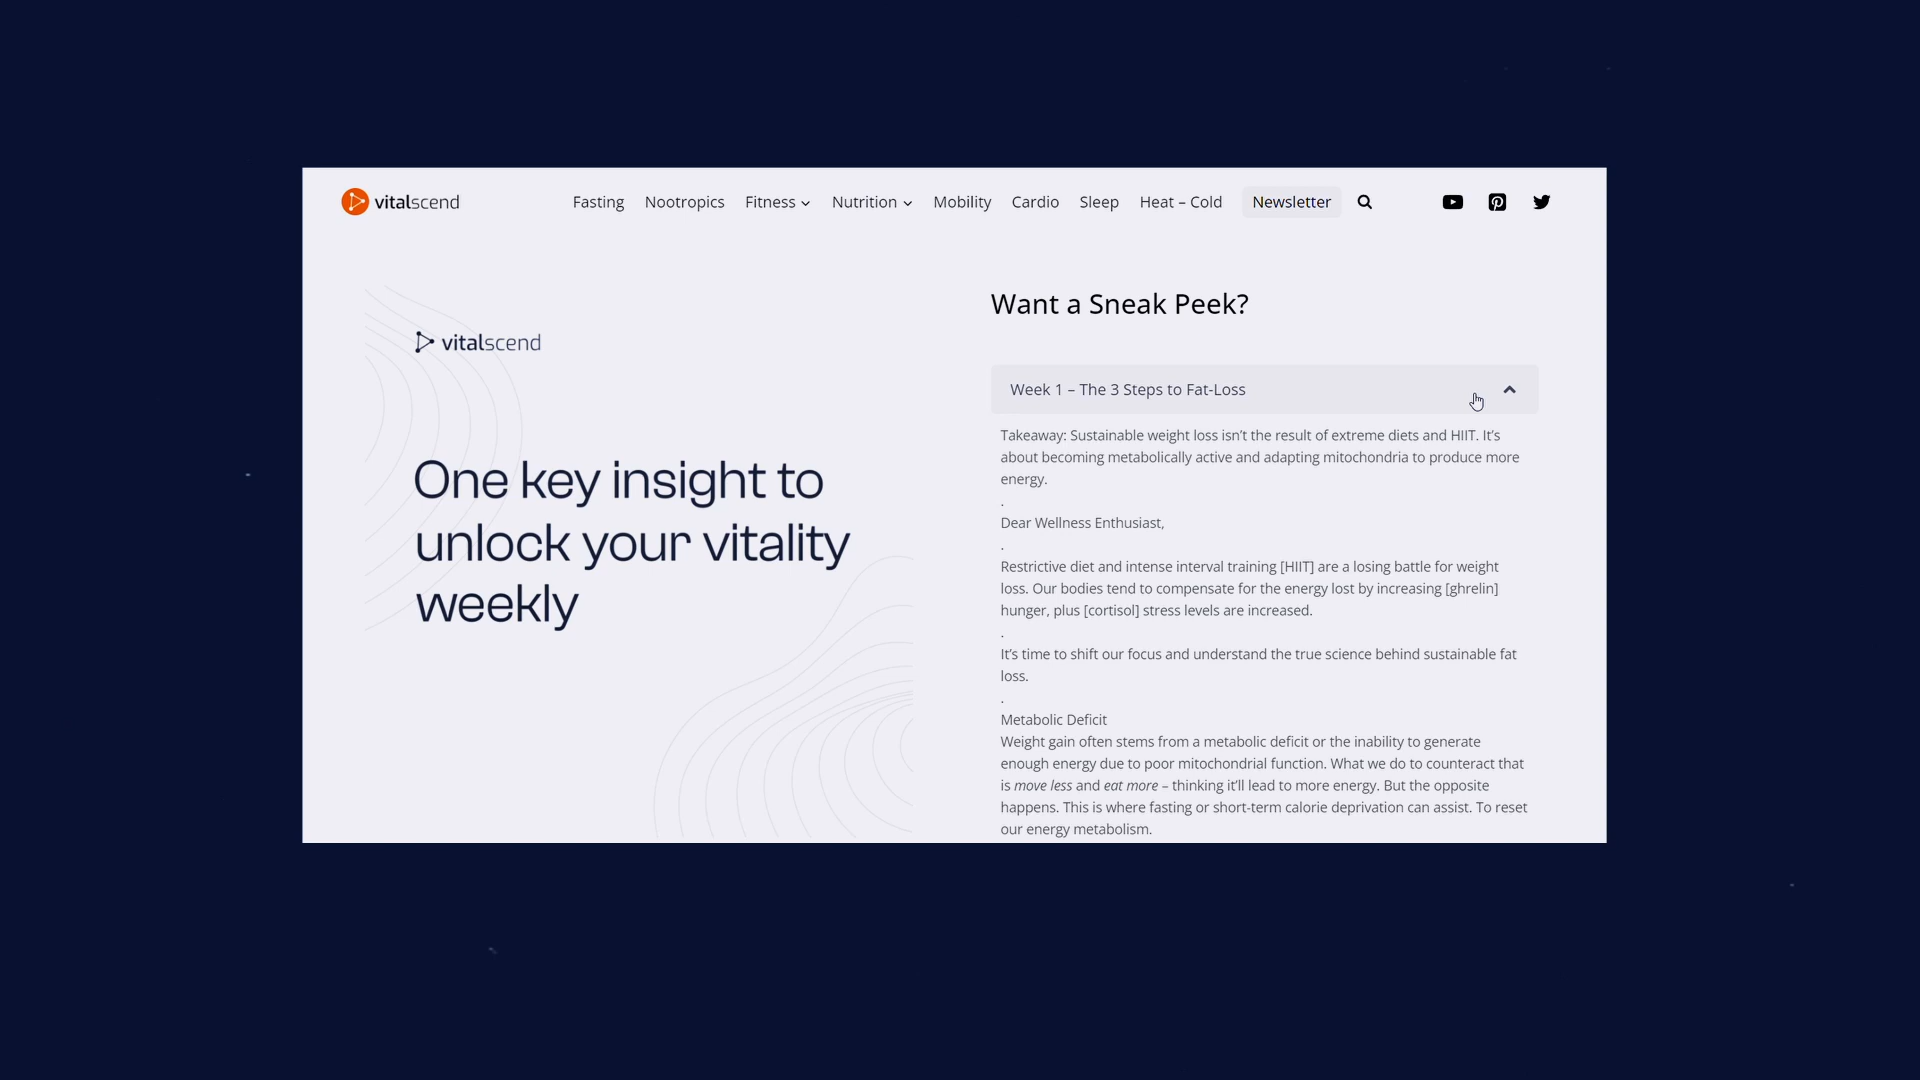 vitalscend
Fasting Nootropics Fitness Nutrition Mobility Cardio Sleep Heat – Cold Newsletter
vitalscend
One key insight to
unlock your vitality
weekly
Want a Sneak Peek?
Week 1 – The 3 Steps to Fat-Loss
Takeaway: Sustainable weight loss isn’t the result of extreme diets and HIIT. It’s
about becoming metabolically active and adapting mitochondria to produce more
energy.
.
Dear Wellness Enthusiast,
.
Restrictive diet and intense interval training [HIIT] are a losing battle for weight
loss. Our bodies tend to compensate for the energy lost by increasing [ghrelin]
hunger, plus [cortisol] stress levels are increased.
.
It’s time to shift our focus and understand the true science behind sustainable fat
loss.
.
Metabolic Deficit
Weight gain often stems from a metabolic deficit or the inability to generate
enough energy due to poor mitochondrial function. What we do to counteract that
is move less and eat more – thinking it’ll lead to more energy. But the opposite
happens. This is where fasting or short-term calorie deprivation can assist. To reset
our energy metabolism.